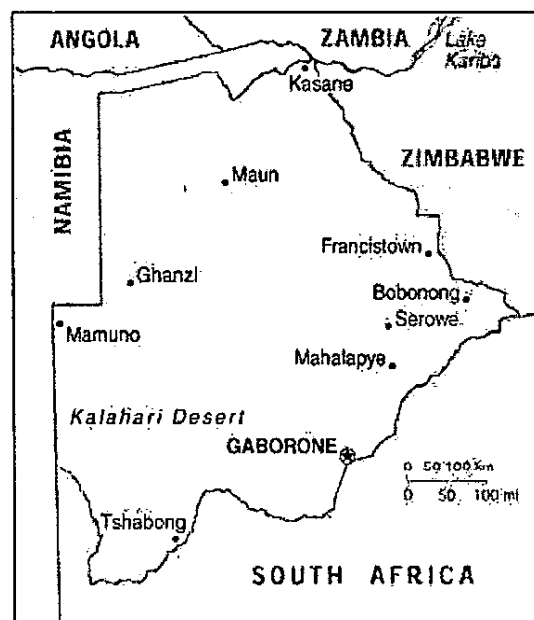 ANGOLA
ZAMBIA
Lake
Kariba
Kasane
NAMIBIA
ZIMBABWE
Maun
Francistown
Ghanzi
Bobonong
Serowe
Mamuno
Mahalapye
Kalahari Desert
GABORONE
0 50 100 km
0 50 100 mi
Tshabong
SOUTH AFRICA